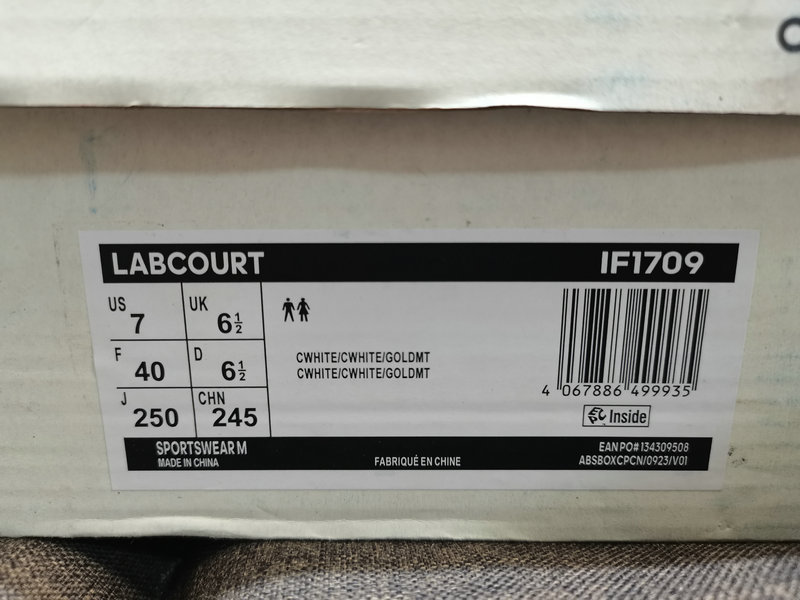 LABCOURT IF1709
US 7 UK 6½
F 40 D 6½
J 250 CHN 245
CWHITE/CWHITE/GOLDMT
CWHITE/CWHITE/GOLDMT
4 067886 499935
Inside
SPORTSWEAR M
MADE IN CHINA
FABRIQUÉ EN CHINE
EAN PO# 134309508
ABSBOXCPCN/0923/V01